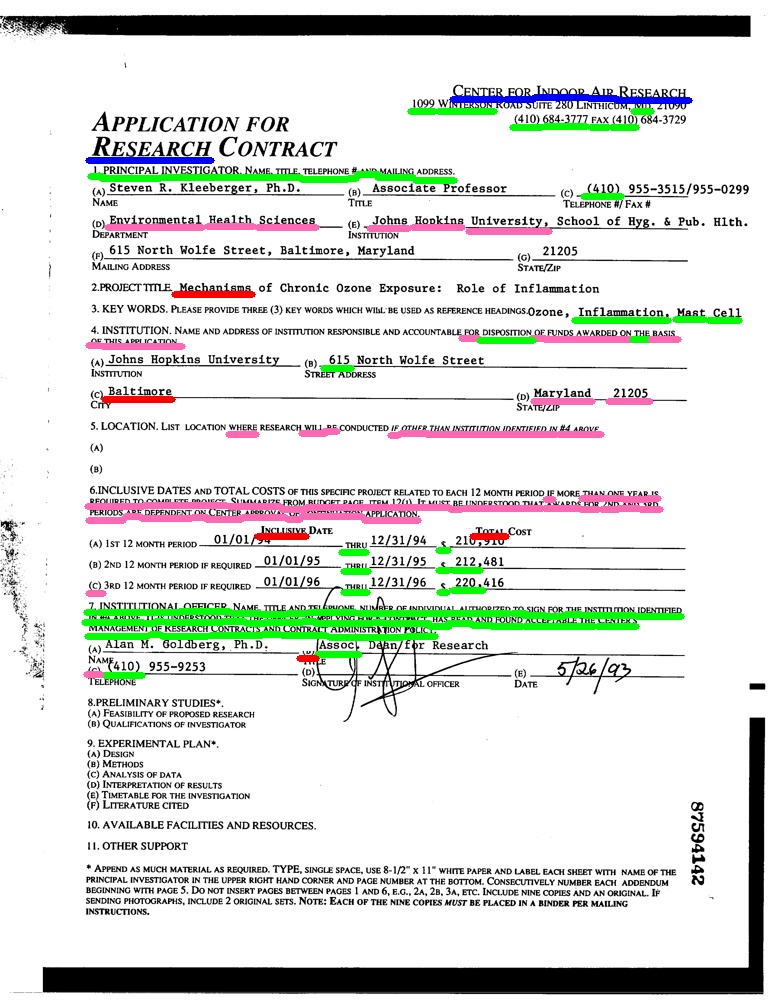 CENTER FOR INDOOR AIR RESEARCH
1099 WINTERSON ROAD SUITE 280 LINTHICUM, MD. 21090
(410) 684-3777 FAX (410) 684-3729
APPLICATION FOR
RESEARCH CONTRACT
1. PRINCIPAL INVESTIGATOR. NAME, TITLE, TELEPHONE # AND MAILING ADDRESS.
(A) Steven R. Kleeberger, Ph.D. (B) Associate Professor (C) (410) 955-3515/955-0299
NAME TITLE TELEPHONE #/ FAX #
(D) Environmental Health Sciences (E) Johns Hopkins University, School of Hyg. & Pub. Hlth.
DEPARTMENT INSTITUTION
(F) 615 North Wolfe Street, Baltimore, Maryland (G) 21205
MAILING ADDRESS STATE/ZIP
2.PROJECT TITLE. Mechanisms of Chronic Ozone Exposure: Role of Inflammation
3. KEY WORDS. PLEASE PROVIDE THREE (3) KEY WORDS WHICH WILL BE USED AS REFERENCE HEADINGS. Ozone, Inflammation, Mast Cell
4. INSTITUTION. NAME AND ADDRESS OF INSTITUTION RESPONSIBLE AND ACCOUNTABLE FOR DISPOSITION OF FUNDS AWARDED ON THE BASIS
OF THIS APPLICATION.
(A) Johns Hopkins University (B) 615 North Wolfe Street
INSTITUTION STREET ADDRESS
(C) Baltimore (D) Maryland 21205
CITY STATE/ZIP
5. LOCATION. LIST LOCATION WHERE RESEARCH WILL BE CONDUCTED IF OTHER THAN INSTITUTION IDENTIFIED IN #4 ABOVE.
(A)
(B)
6.INCLUSIVE DATES AND TOTAL COSTS OF THIS SPECIFIC PROJECT RELATED TO EACH 12 MONTH PERIOD IF MORE THAN ONE YEAR IS
REQUIRED TO COMPLETE PROJECT. SUMMARIZE FROM BUDGET PAGE, ITEM 12(I). IT MUST BE UNDERSTOOD THAT AWARDS FOR 2ND AND 3RD
PERIODS ARE DEPENDENT ON CENTER APPROVAL OF CONTINUATION APPLICATION.
INCLUSIVE DATE TOTAL COST
(A) 1ST 12 MONTH PERIOD 01/01/94 THRU 12/31/94 $ 210,910
(B) 2ND 12 MONTH PERIOD IF REQUIRED 01/01/95 THRU 12/31/95 $ 212,481
(C) 3RD 12 MONTH PERIOD IF REQUIRED 01/01/96 THRU 12/31/96 $ 220,416
7. INSTITUTIONAL OFFICER. NAME, TITLE AND TELEPHONE NUMBER OF INDIVIDUAL AUTHORIZED TO SIGN FOR THE INSTITUTION IDENTIFIED
IN #4 ABOVE. IT IS UNDERSTOOD THAT THE OFFICER, IN APPLYING FOR A CONTRACT, HAS READ AND FOUND ACCEPTABLE THE CENTER'S
MANAGEMENT OF RESEARCH CONTRACTS AND CONTRACT ADMINISTRATION POLICY.
(A) Alan M. Goldberg, Ph.D. (B) Assoc. Dean for Research
NAME TITLE
(C) (410) 955-9253 (D) (E) 5/26/93
TELEPHONE SIGNATURE OF INSTITUTIONAL OFFICER DATE
8.PRELIMINARY STUDIES*.
(A) FEASIBILITY OF PROPOSED RESEARCH
(B) QUALIFICATIONS OF INVESTIGATOR
9. EXPERIMENTAL PLAN*.
(A) DESIGN
(B) METHODS
(C) ANALYSIS OF DATA
(D) INTERPRETATION OF RESULTS
(E) TIMETABLE FOR THE INVESTIGATION
(F) LITERATURE CITED
10. AVAILABLE FACILITIES AND RESOURCES.
11. OTHER SUPPORT
* APPEND AS MUCH MATERIAL AS REQUIRED. TYPE, SINGLE SPACE, USE 8-1/2" X 11" WHITE PAPER AND LABEL EACH SHEET WITH NAME OF THE
PRINCIPAL INVESTIGATOR IN THE UPPER RIGHT HAND CORNER AND PAGE NUMBER AT THE BOTTOM. CONSECUTIVELY NUMBER EACH ADDENDUM
BEGINNING WITH PAGE 5. DO NOT INSERT PAGES BETWEEN PAGES 1 AND 6, E.G., 2A, 2B, 3A, ETC. INCLUDE NINE COPIES AND AN ORIGINAL. IF
SENDING PHOTOGRAPHS, INCLUDE 2 ORIGINAL SETS. NOTE: EACH OF THE NINE COPIES MUST BE PLACED IN A BINDER PER MAILING
INSTRUCTIONS.
87594142